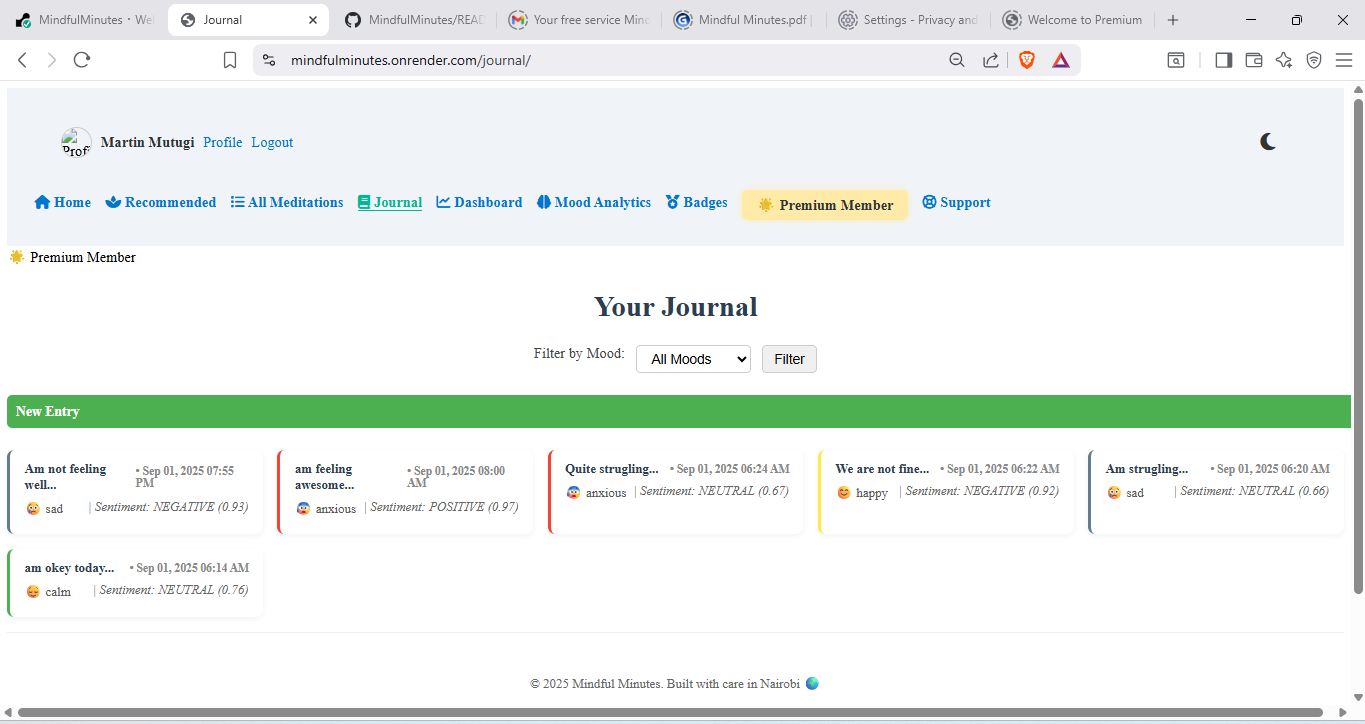 MindfulMinutes · We
Journal
MindfulMinutes/READ
Your free service Mind
Mindful Minutes.pdf
Settings - Privacy and
Welcome to Premium
mindfulminutes.onrender.com/journal/
Prof
Martin Mutugi Profile Logout
Home Recommended All Meditations Journal Dashboard Mood Analytics Badges Premium Member Support
Premium Member
Your Journal
Filter by Mood: All Moods Filter
New Entry
Am not feeling well...
• Sep 01, 2025 07:55 PM
sad | Sentiment: NEGATIVE (0.93)
am feeling awesome...
• Sep 01, 2025 08:00 AM
anxious | Sentiment: POSITIVE (0.97)
Quite strugling... • Sep 01, 2025 06:24 AM
anxious | Sentiment: NEUTRAL (0.67)
We are not fine... • Sep 01, 2025 06:22 AM
happy | Sentiment: NEGATIVE (0.92)
Am strugling... • Sep 01, 2025 06:20 AM
sad | Sentiment: NEUTRAL (0.66)
am okey today... • Sep 01, 2025 06:14 AM
calm | Sentiment: NEUTRAL (0.76)
© 2025 Mindful Minutes. Built with care in Nairobi